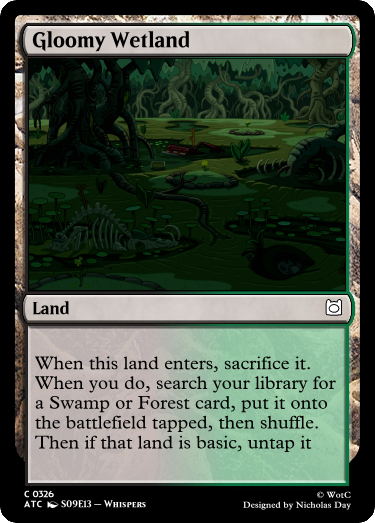 Gloomy Wetland
Land
When this land enters, sacrifice it.
When you do, search your library for
a Swamp or Forest card, put it onto
the battlefield tapped, then shuffle.
Then if that land is basic, untap it
C 0326
© WotC
ATC S09E13 — Whispers
Designed by Nicholas Day